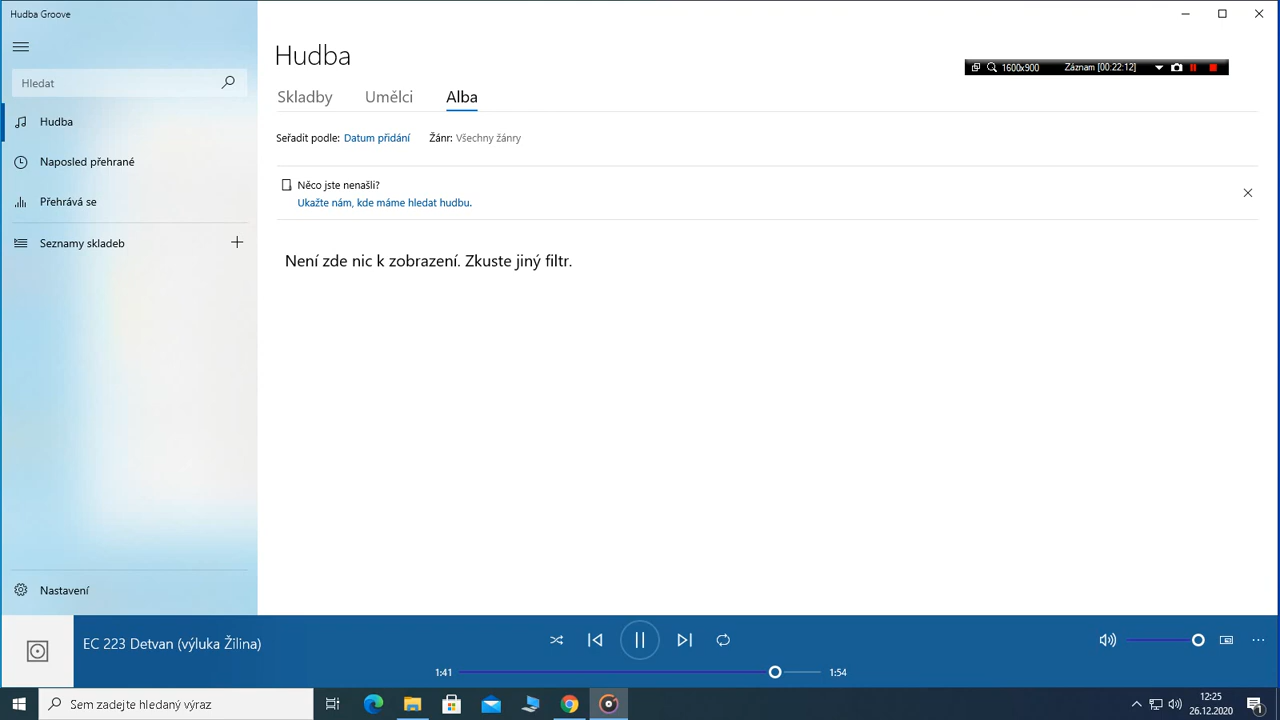 Hudba Groove
Hudba
1600x900 Záznam [00:22:12]
Hledat
Skladby Umělci Alba
Hudba
Seřadit podle: Datum přidání Žánr: Všechny žánry
Naposled přehrané
Něco jste nenašli?
Přehrává se
Ukažte nám, kde máme hledat hudbu.
Seznamy skladeb
Není zde nic k zobrazení. Zkuste jiný filtr.
Nastavení
EC 223 Detvan (výluka Žilina)
1:41 1:54
Sem zadejte hledaný výraz
12:25
26.12.2020
1